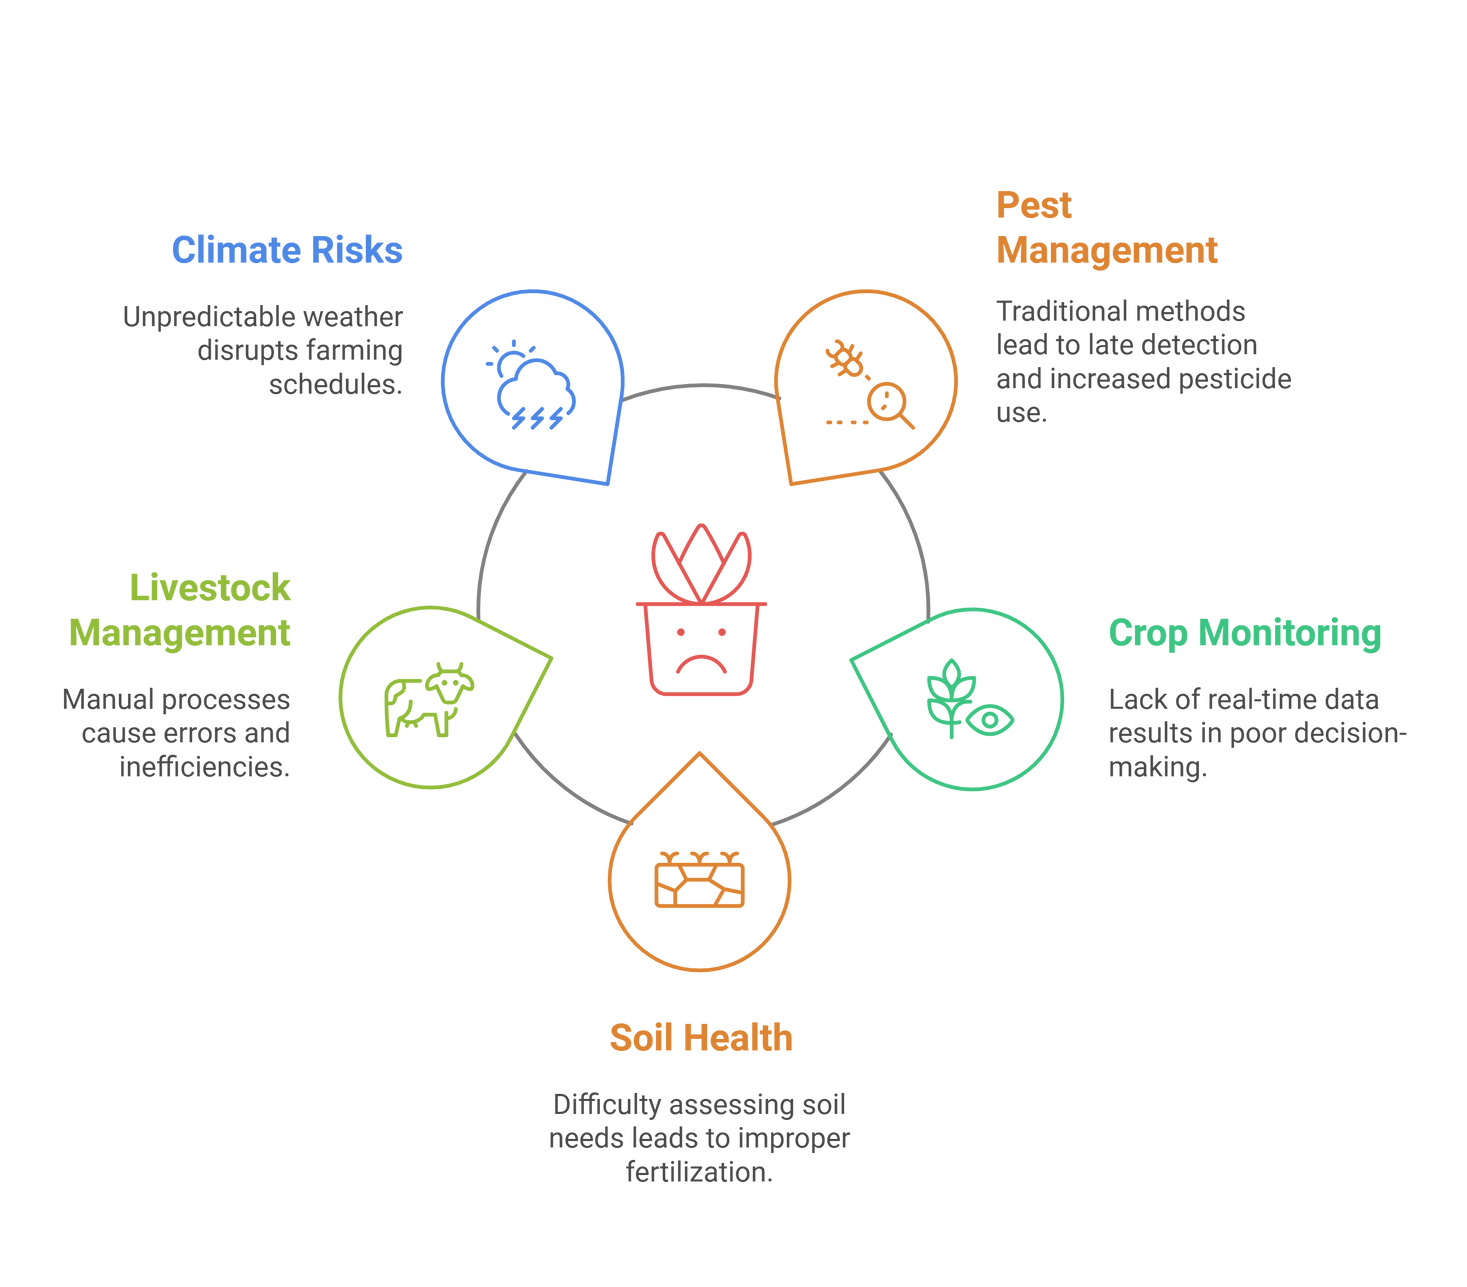 Climate Risks
Unpredictable weather
disrupts farming
schedules.
Pest
Management
Traditional methods
lead to late detection
and increased pesticide
use.
Livestock
Management
Manual processes
cause errors and
inefficiencies.
Crop Monitoring
Lack of real-time data
results in poor decision-
making.
Soil Health
Difficulty assessing soil
needs leads to improper
fertilization.